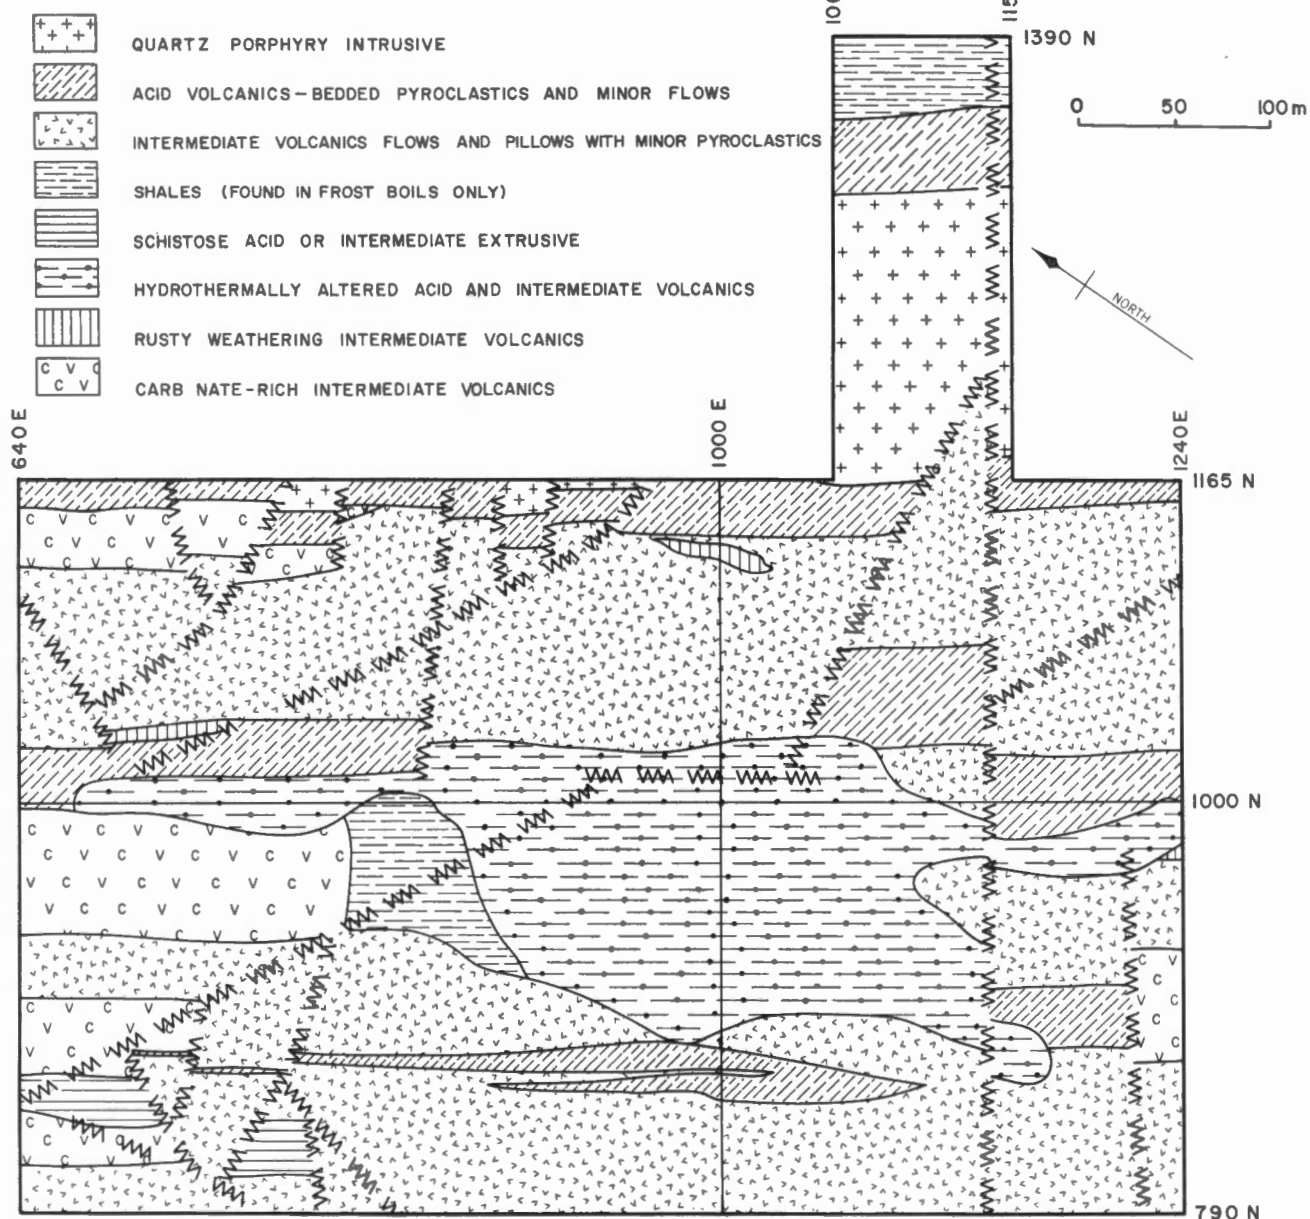 QUARTZ PORPHYRY INTRUSIVE
ACID VOLCANICS-BEDDED PYROCLASTICS AND MINOR FLOWS
INTERMEDIATE VOLCANICS FLOWS AND PILLOWS WITH MINOR PYROCLASTICS
SHALES (FOUND IN FROST BOILS ONLY)
SCHISTOSE ACID OR INTERMEDIATE EXTRUSIVE
HYDROTHERMALLY ALTERED ACID AND INTERMEDIATE VOLCANICS
RUSTY WEATHERING INTERMEDIATE VOLCANICS
CARB NATE-RICH INTERMEDIATE VOLCANICS
1390 N
0 50 100 m
NORTH
640 E
1000 E
1240 E
1165 N
1000 N
790 N